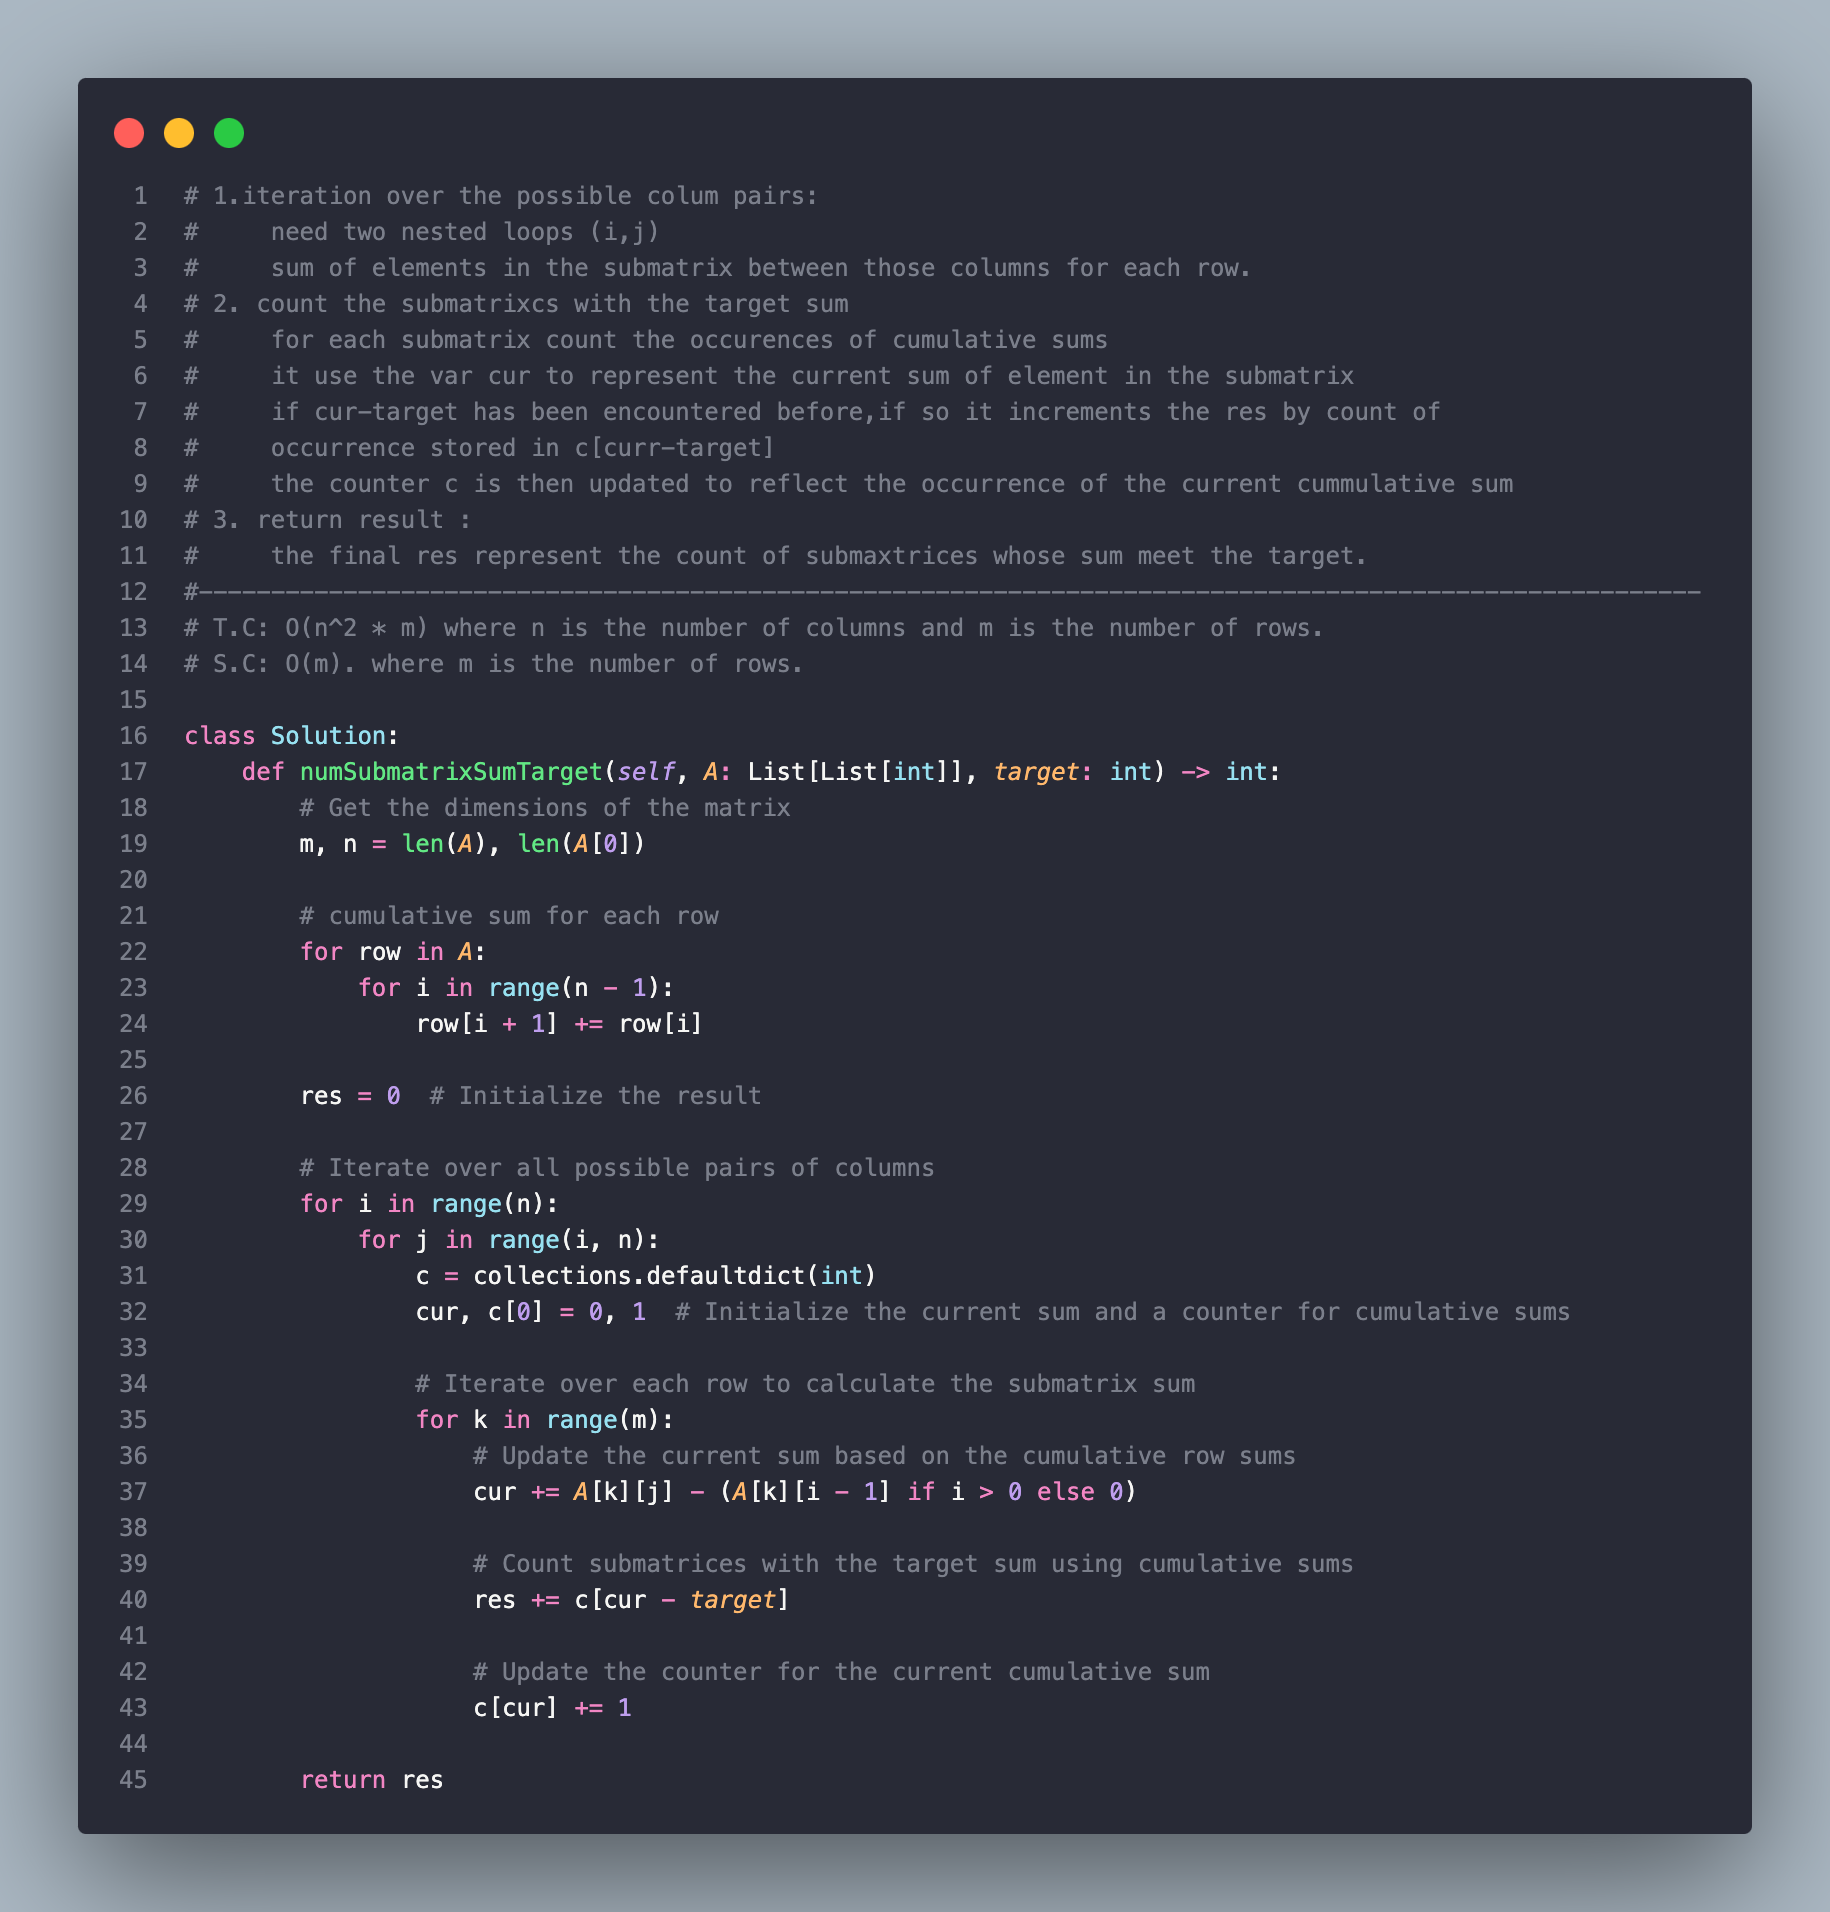 1 # 1.iteration over the possible colum pairs:
2 #     need two nested loops (i,j)
3 #     sum of elements in the submatrix between those columns for each row.
4 # 2. count the submatrixcs with the target sum
5 #     for each submatrix count the occurences of cumulative sums
6 #     it use the var cur to represent the current sum of element in the submatrix
7 #     if cur-target has been encountered before,if so it increments the res by count of
8 #     occurrence stored in c[curr-target]
9 #     the counter c is then updated to reflect the occurrence of the current cummulative sum
10 # 3. return result :
11 #     the final res represent the count of submaxtrices whose sum meet the target.
12 #--------------------------------------------------------------------------------------------------------
13 # T.C: O(n^2 * m) where n is the number of columns and m is the number of rows.
14 # S.C: O(m). where m is the number of rows.
15
16 class Solution:
17     def numSubmatrixSumTarget(self, A: List[List[int]], target: int) -> int:
18         # Get the dimensions of the matrix
19         m, n = len(A), len(A[0])
20
21         # cumulative sum for each row
22         for row in A:
23             for i in range(n - 1):
24                 row[i + 1] += row[i]
25
26         res = 0  # Initialize the result
27
28         # Iterate over all possible pairs of columns
29         for i in range(n):
30             for j in range(i, n):
31                 c = collections.defaultdict(int)
32                 cur, c[0] = 0, 1  # Initialize the current sum and a counter for cumulative sums
33
34                 # Iterate over each row to calculate the submatrix sum
35                 for k in range(m):
36                     # Update the current sum based on the cumulative row sums
37                     cur += A[k][j] - (A[k][i - 1] if i > 0 else 0)
38
39                     # Count submatrices with the target sum using cumulative sums
40                     res += c[cur - target]
41
42                     # Update the counter for the current cumulative sum
43                     c[cur] += 1
44
45         return res